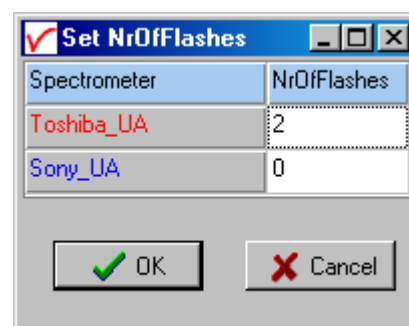 Set NrOfFlashes
Spectrometer NrOfFlashes
Toshiba_UA 2
Sony_UA 0
OK Cancel